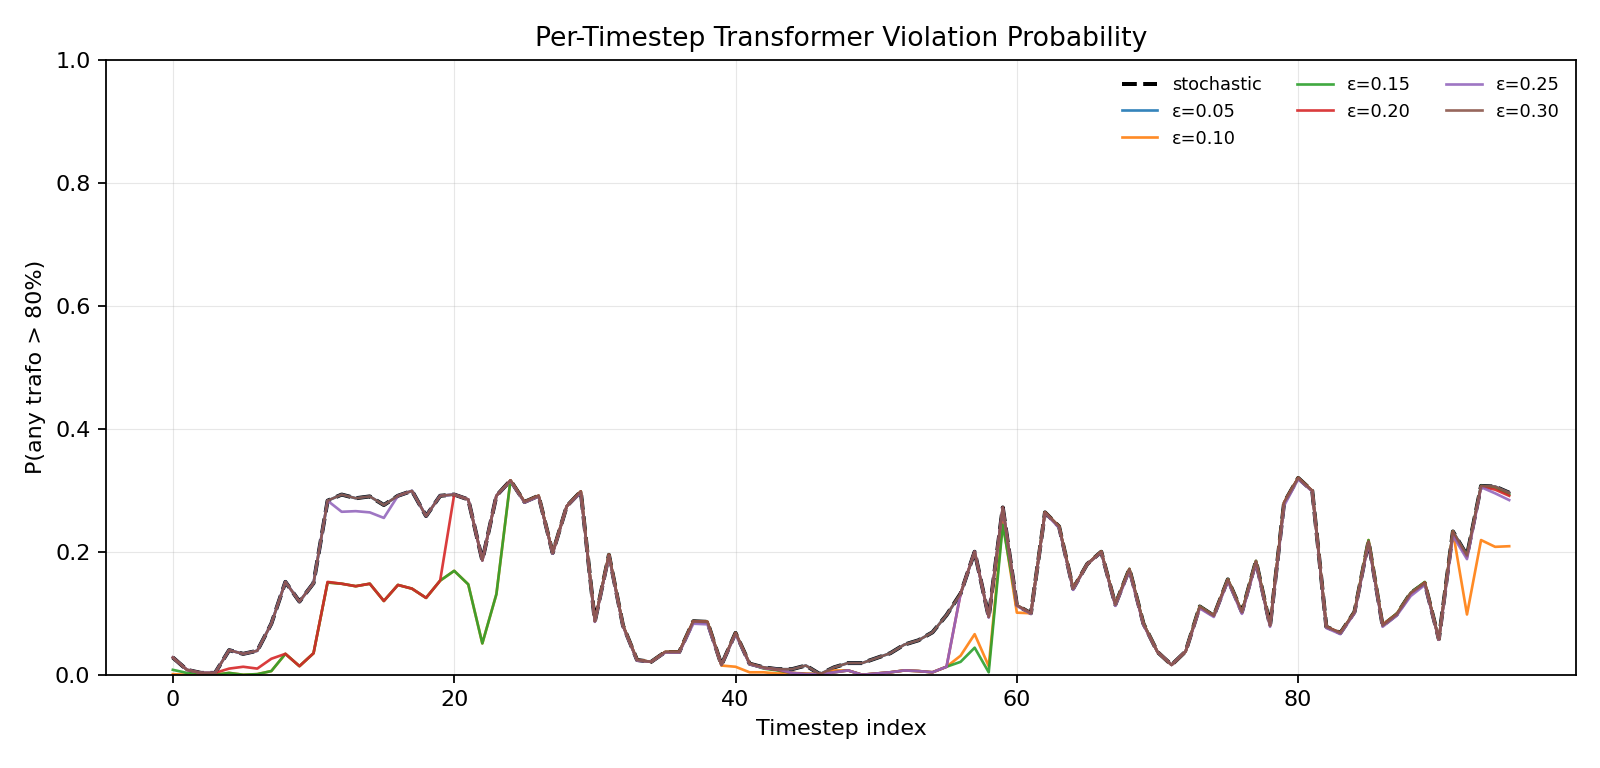 Per-Timestep Transformer Violation Probability
P(any trafo > 80%)
1.0
0.8
0.6
0.4
0.2
0.0
stochastic
ε=0.05
ε=0.10
ε=0.15
ε=0.20
ε=0.25
ε=0.30
0
20
40
60
80
Timestep index